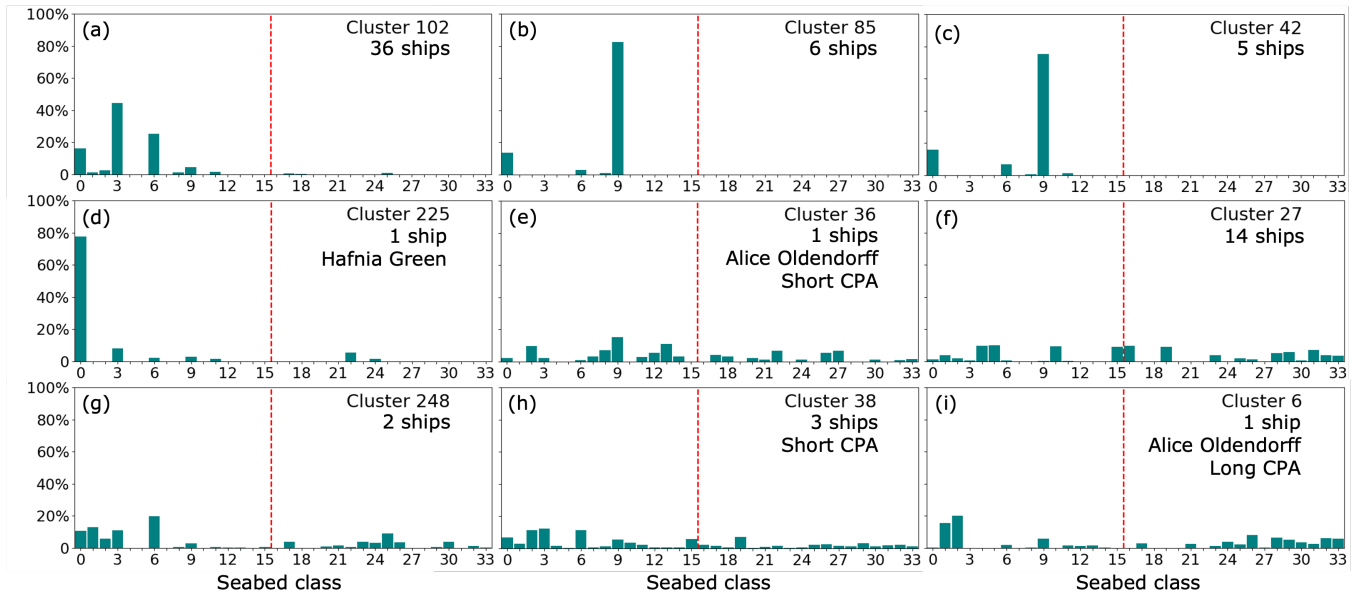 100%
80%
60%
40%
20%
0
(a)
Cluster 102
36 ships
0 3 6 9 12 15 18 21 24 27 30 33
(b)
Cluster 85
6 ships
0 3 6 9 12 15 18 21 24 27 30 33
(c)
Cluster 42
5 ships
0 3 6 9 12 15 18 21 24 27 30 33
100%
80%
60%
40%
20%
0
(d)
Cluster 225
1 ship
Hafnia Green
0 3 6 9 12 15 18 21 24 27 30 33
(e)
Cluster 36
1 ships
Alice Oldendorff
Short CPA
0 3 6 9 12 15 18 21 24 27 30 33
(f)
Cluster 27
14 ships
0 3 6 9 12 15 18 21 24 27 30 33
100%
80%
60%
40%
20%
0
(g)
Cluster 248
2 ships
0 3 6 9 12 15 18 21 24 27 30 33
Seabed class
(h)
Cluster 38
3 ships
Short CPA
0 3 6 9 12 15 18 21 24 27 30 33
Seabed class
(i)
Cluster 6
1 ship
Alice Oldendorff
Long CPA
0 3 6 9 12 15 18 21 24 27 30 33
Seabed class